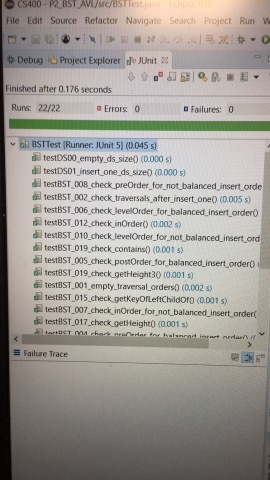 CS400 - P2_BST_AVL/src/BSTTest.java - Eclipse IDE
File Edit Source Refactor Navigate Search Project Run W
Debug Project Explorer JUnit
Finished after 0.176 seconds
Runs: 22/22 Errors: 0 Failures: 0
BSTTest [Runner: JUnit 5] (0.045 s)
testDS00_empty_ds_size() (0.000 s)
testDS01_insert_one_ds_size() (0.000 s)
testBST_008_check_preOrder_for_not_balanced_insert_orde
testBST_002_check_traversals_after_insert_one() (0.005 s)
testBST_006_check_levelOrder_for_balanced_insert_order()
testBST_012_check_inOrder() (0.002 s)
testBST_010_check_levelOrder_for_not_balanced_insert_ord
testBST_019_check_contains() (0.001 s)
testBST_005_check_postOrder_for_balanced_insert_order() (
testBST_019_check_getHeight3() (0.001 s)
testBST_001_empty_traversal_orders() (0.002 s)
testBST_015_check_getKeyOfLeftChildOf() (0.001 s)
testBST_007_check_inOrder_for_not_balanced_insert_order(
testBST_017_check_getHeight() (0.001 s)
testBST_004_check_preOrder_for_balanced_insert_order() (
Failure Trace